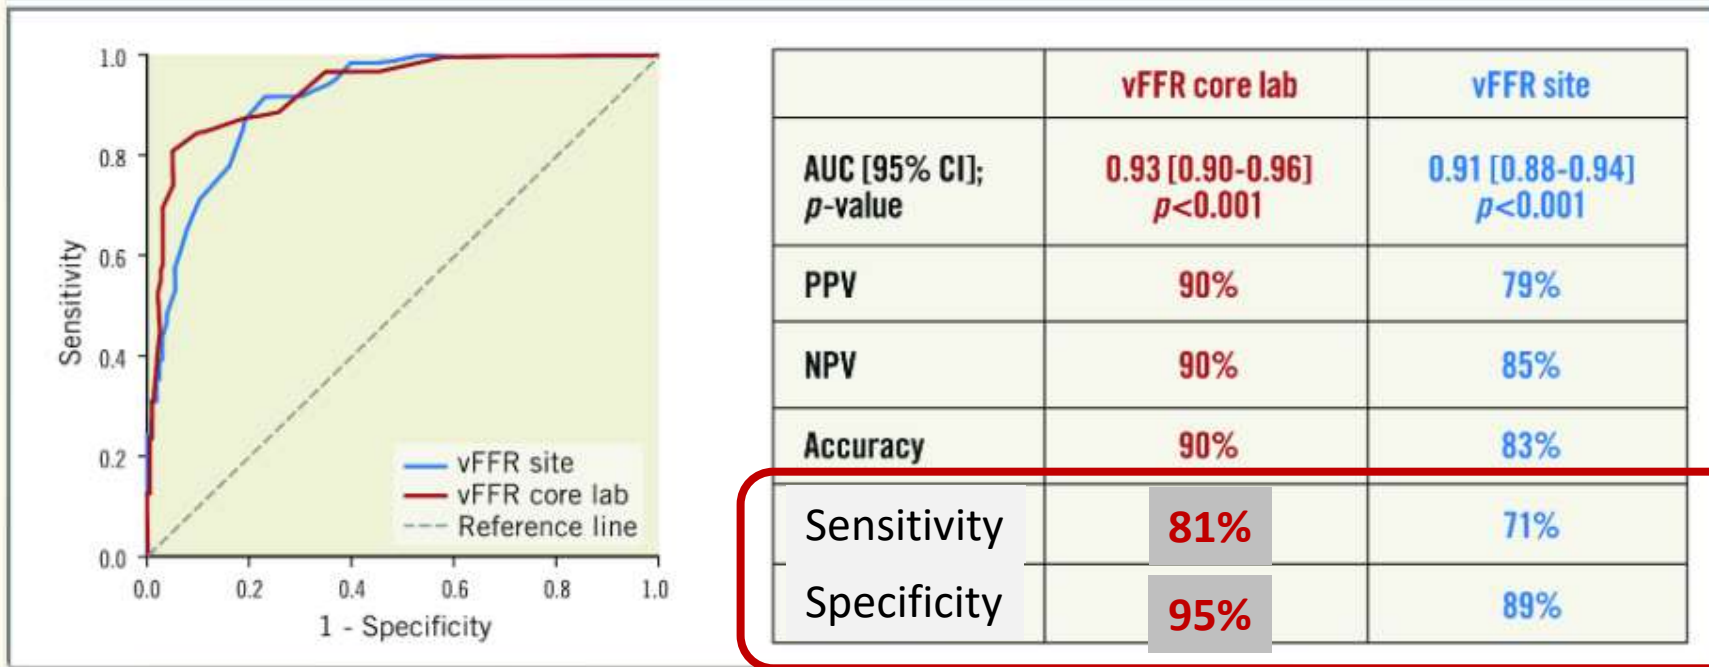 1.0
0.8
0.6
0.4
0.2
0.0
Sensitivity
vFFR site
vFFR core lab
Reference line
0.0 0.2 0.4 0.6 0.8 1.0
1 - Specificity
vFFR core lab vFFR site
AUC [95% CI]; 0.93 [0.90-0.96] 0.91 [0.88-0.94]
p-value p<0.001 p<0.001
PPV 90% 79%
NPV 90% 85%
Accuracy 90% 83%
Sensitivity 81% 71%
Specificity 95% 89%